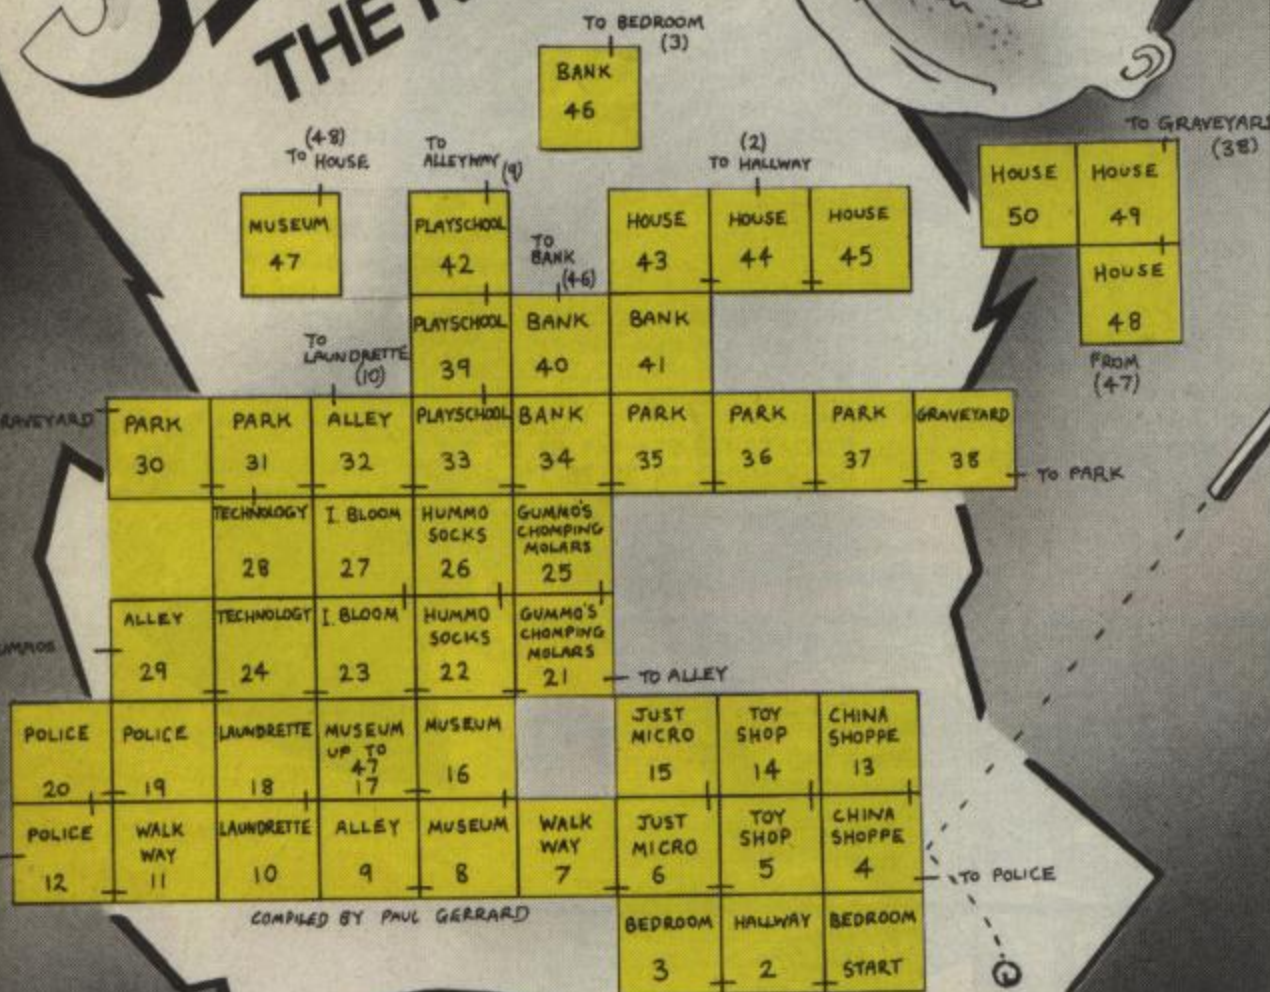 THE
TO BEDROOM
(3)
BANK
46
(48)
TO HOUSE
TO
ALLEYWAY
(9)
(2)
TO HALLWAY
TO GRAVEYARD
(38)
MUSEUM
47
PLAYSCHOOL
42
TO
BANK
(46)
HOUSE
43
HOUSE
44
HOUSE
45
HOUSE
50
HOUSE
49
HOUSE
48
FROM
(47)
TO
LAUNDRETTE
(10)
PLAYSCHOOL
39
BANK
40
BANK
41
PARK
30
PARK
31
ALLEY
32
PLAYSCHOOL
33
BANK
34
PARK
35
PARK
36
PARK
37
GRAVEYARD
38
TO PARK
TECHNOLOGY
28
I. BLOOM
27
HUMMO
SOCKS
26
GUMMO'S
CHOMPING
MOLARS
25
ALLEY
29
TECHNOLOGY
24
I. BLOOM
23
HUMMO
SOCKS
22
GUMMO'S
CHOMPING
MOLARS
21
TO ALLEY
POLICE
20
POLICE
19
LAUNDRETTE
18
MUSEUM
UP TO
47
17
MUSEUM
16
JUST
MICRO
15
TOY
SHOP
14
CHINA
SHOPPE
13
POLICE
12
WALK
WAY
11
LAUNDRETTE
10
ALLEY
9
MUSEUM
8
WALK
WAY
7
JUST
MICRO
6
TOY
SHOP
5
CHINA
SHOPPE
4
TO POLICE
COMPILED BY PAUL GERRARD
BEDROOM
3
HALLWAY
2
BEDROOM
START